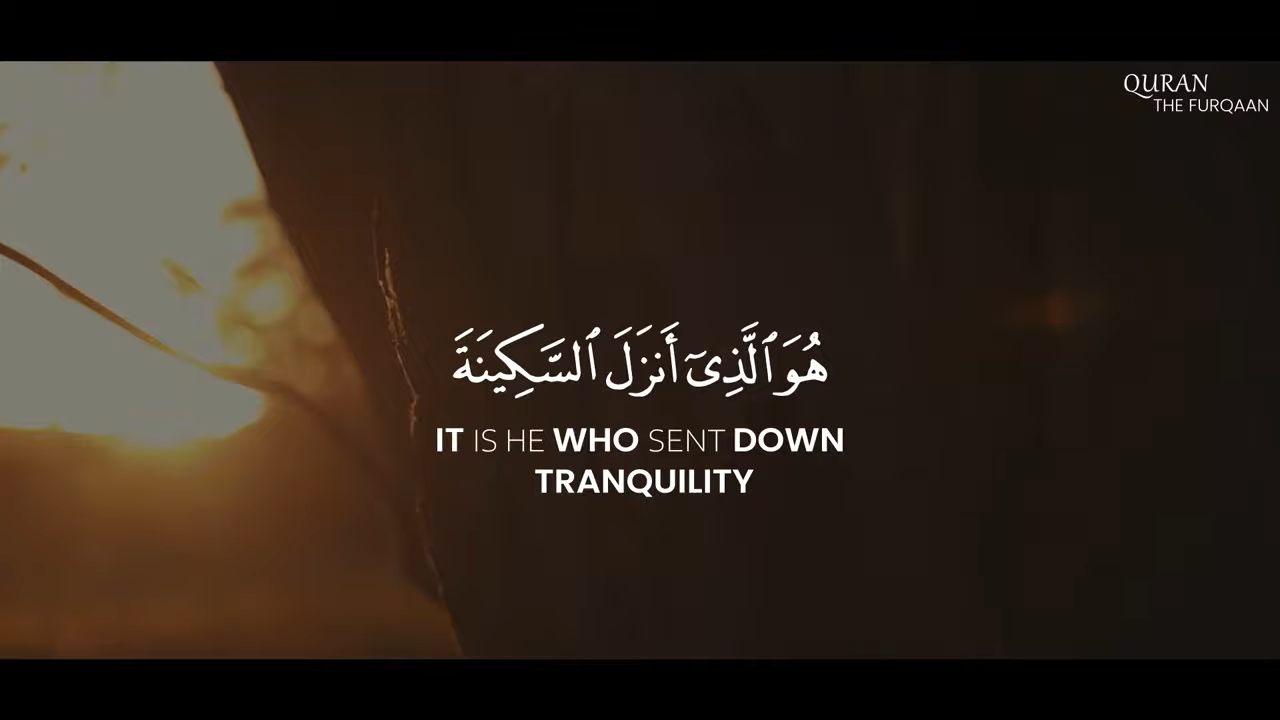 QURAN
THE FURQAAN
هُوَ ٱلَّذِىٓ أَنزَلَ ٱلسَّكِينَةَ
IT IS HE WHO SENT DOWN
TRANQUILITY